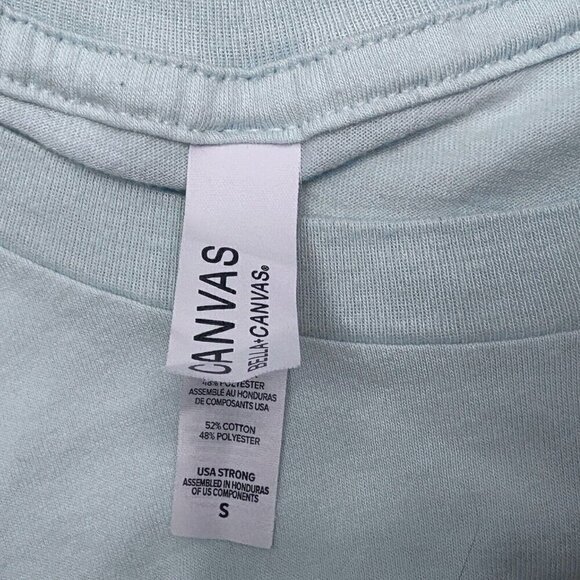 CANVAS
BELLA+CANVAS®
48% POLYESTER
ASSEMBLÉ AU HONDURAS
DE COMPOSANTS USA
52% COTTON
48% POLYESTER
USA STRONG
ASSEMBLED IN HONDURAS
OF US COMPONENTS
S